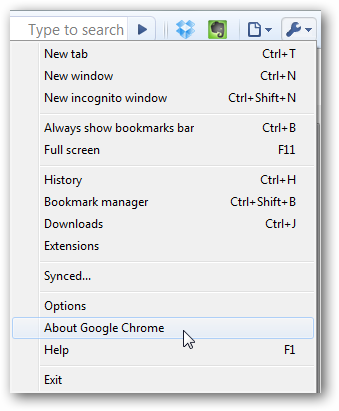 Type to search
New tab Ctrl+T
New window Ctrl+N
New incognito window Ctrl+Shift+N
Always show bookmarks bar Ctrl+B
Full screen F11
History Ctrl+H
Bookmark manager Ctrl+Shift+B
Downloads Ctrl+J
Extensions
Synced...
Options
About Google Chrome
Help F1
Exit